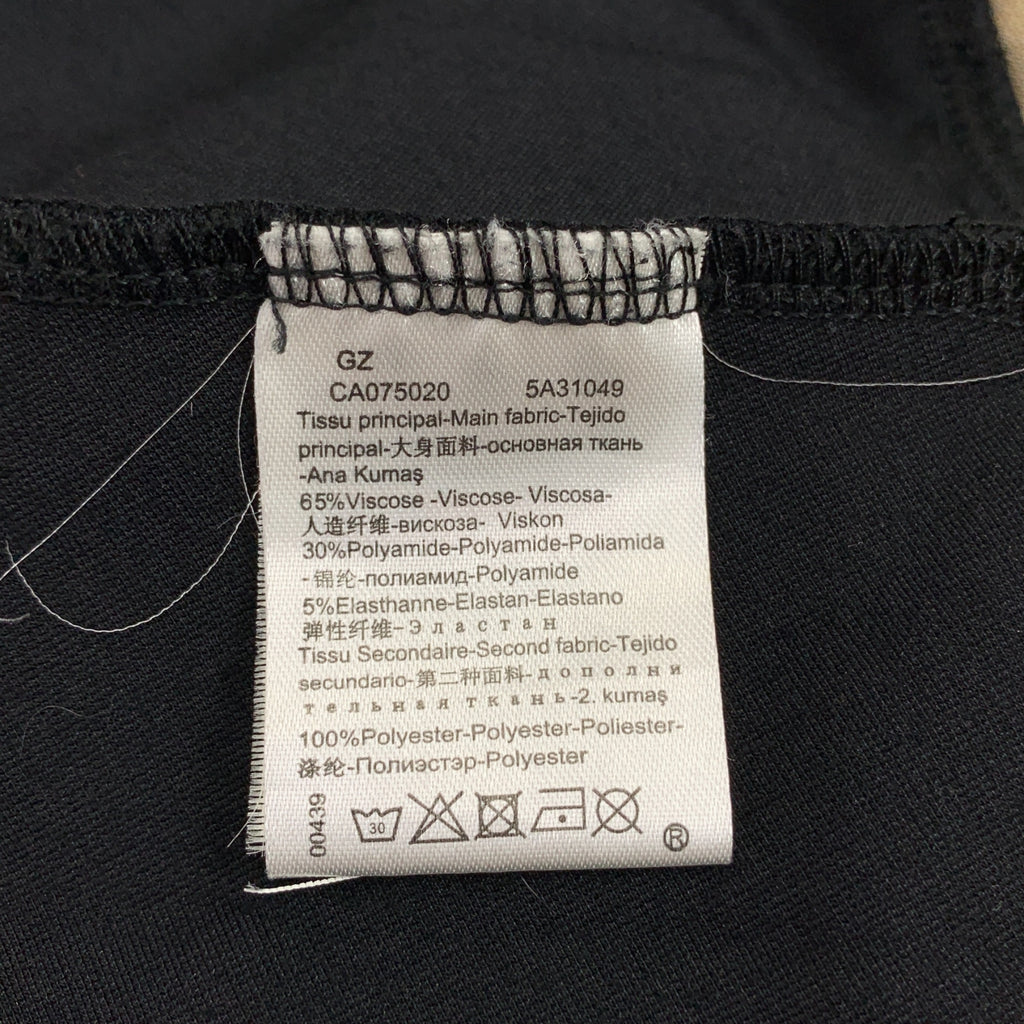 GZ
CA075020 5A31049
Tissu principal-Main fabric-Tejido
principal-大身面料-основная ткань
-Ana Kumaş
65%Viscose -Viscose- Viscosa-
人造纤维-вискоза- Viskon
30%Polyamide-Polyamide-Poliamida
-锦纶-полиамид-Polyamide
5%Elasthanne-Elastan-Elastano
弹性纤维-Эластан
Tissu Secondaire-Second fabric-Tejido
secundario-第二种面料-дополни
тельная ткань-2. kumaş
100%Polyester-Polyester-Poliester-
涤纶-Полиэстэр-Polyester
00439
30
®